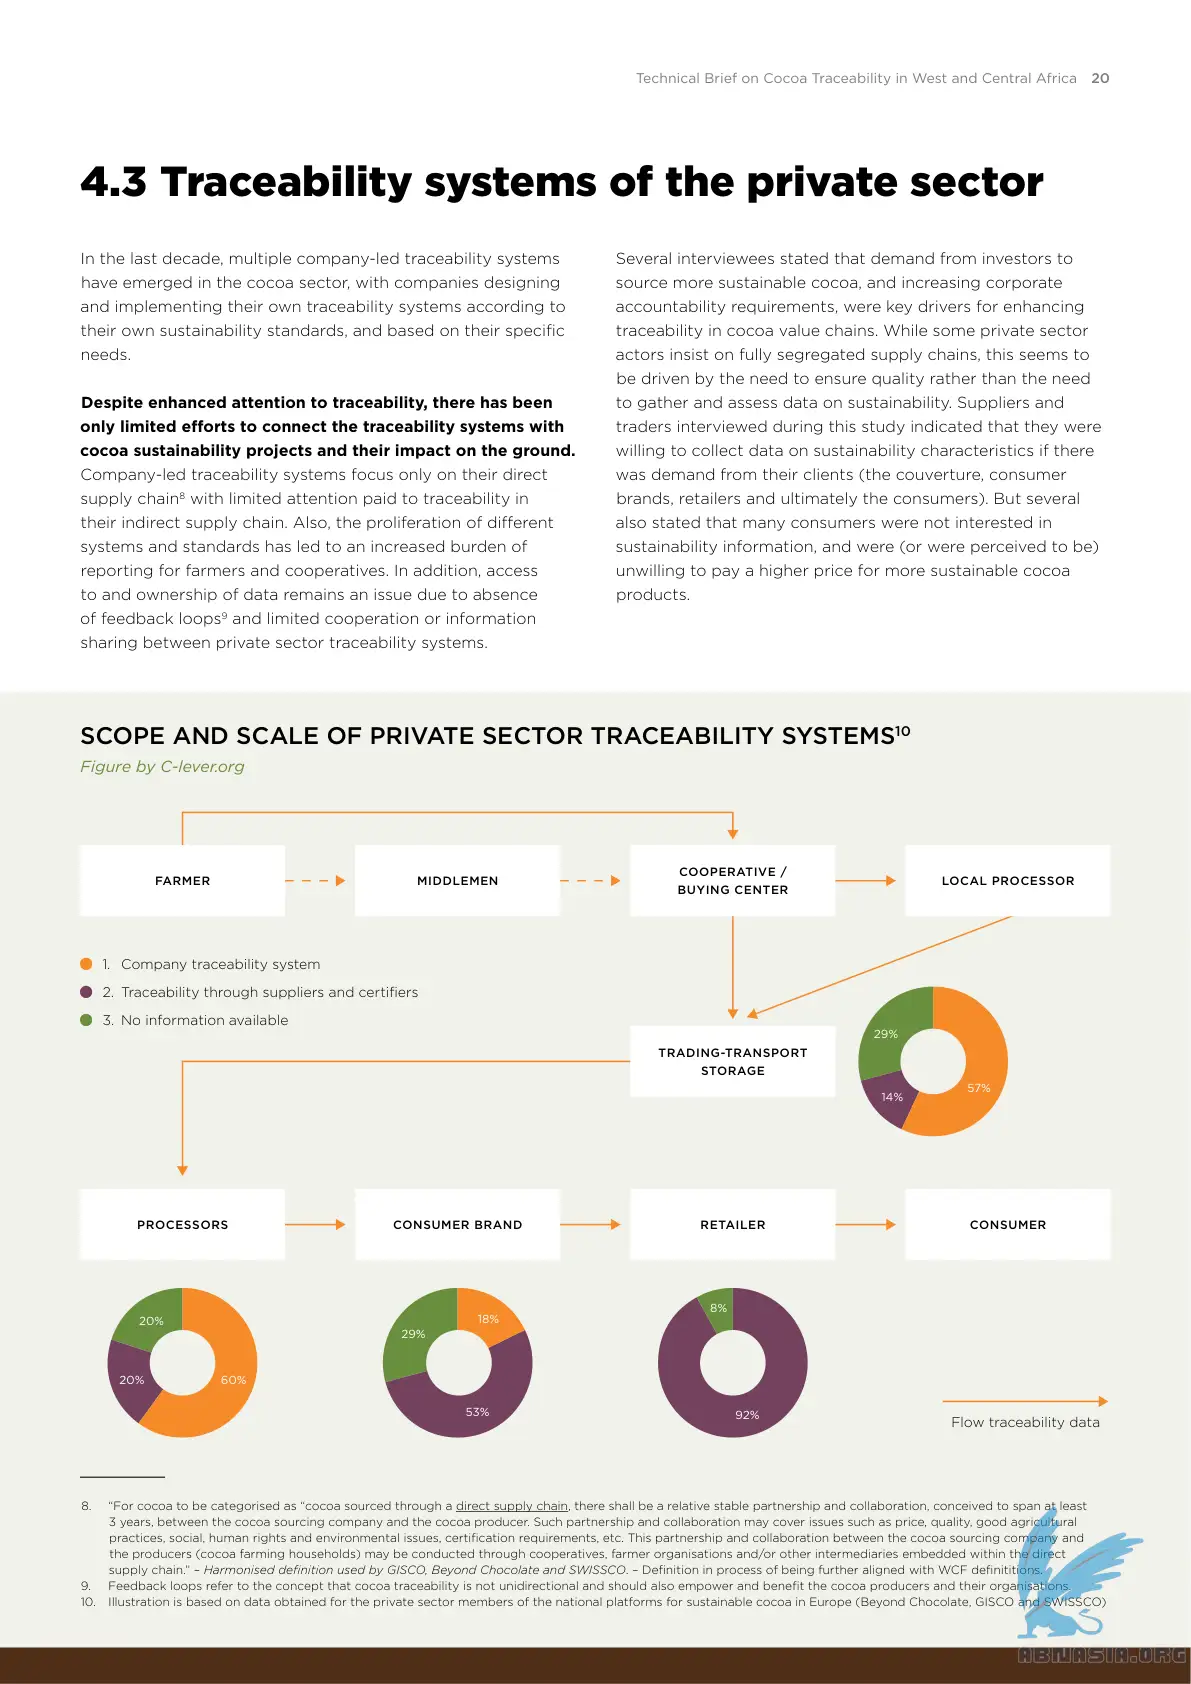 Technical Brief on Cocoa Traceability in West and Central Africa 20
4.3 Traceability systems of the private sector
In the last decade, multiple company-led traceability systems
have emerged in the cocoa sector, with companies designing
and implementing their own traceability systems according to
their own sustainability standards, and based on their specific
needs.
Despite enhanced attention to traceability, there has been
only limited efforts to connect the traceability systems with
cocoa sustainability projects and their impact on the ground.
Company-led traceability systems focus only on their direct
supply chain8 with limited attention paid to traceability in
their indirect supply chain. Also, the proliferation of different
systems and standards has led to an increased burden of
reporting for farmers and cooperatives. In addition, access
to and ownership of data remains an issue due to absence
of feedback loops9 and limited cooperation or information
sharing between private sector traceability systems.
Several interviewees stated that demand from investors to
source more sustainable cocoa, and increasing corporate
accountability requirements, were key drivers for enhancing
traceability in cocoa value chains. While some private sector
actors insist on fully segregated supply chains, this seems to
be driven by the need to ensure quality rather than the need
to gather and assess data on sustainability. Suppliers and
traders interviewed during this study indicated that they were
willing to collect data on sustainability characteristics if there
was demand from their clients (the couverture, consumer
brands, retailers and ultimately the consumers). But several
also stated that many consumers were not interested in
sustainability information, and were (or were perceived to be)
unwilling to pay a higher price for more sustainable cocoa
products.
SCOPE AND SCALE OF PRIVATE SECTOR TRACEABILITY SYSTEMS10
Figure by C-lever.org
FARMER
MIDDLEMEN
COOPERATIVE /
BUYING CENTER
LOCAL PROCESSOR
1. Company traceability system
2. Traceability through suppliers and certifiers
3. No information available
TRADING-TRANSPORT
STORAGE
29%
57%
14%
PROCESSORS
CONSUMER BRAND
RETAILER
CONSUMER
20%
20%
60%
18%
29%
53%
8%
92%
Flow traceability data
8. “For cocoa to be categorised as “cocoa sourced through a direct supply chain, there shall be a relative stable partnership and collaboration, conceived to span at least
3 years, between the cocoa sourcing company and the cocoa producer. Such partnership and collaboration may cover issues such as price, quality, good agricultural
practices, social, human rights and environmental issues, certification requirements, etc. This partnership and collaboration between the cocoa sourcing company and
the producers (cocoa farming households) may be conducted through cooperatives, farmer organisations and/or other intermediaries embedded within the direct
supply chain.” – Harmonised definition used by GISCO, Beyond Chocolate and SWISSCO. – Definition in process of being further aligned with WCF definititions.
9. Feedback loops refer to the concept that cocoa traceability is not unidirectional and should also empower and benefit the cocoa producers and their organisations.
10. Illustration is based on data obtained for the private sector members of the national platforms for sustainable cocoa in Europe (Beyond Chocolate, GISCO and SWISSCO)
ABNASIA.ORG